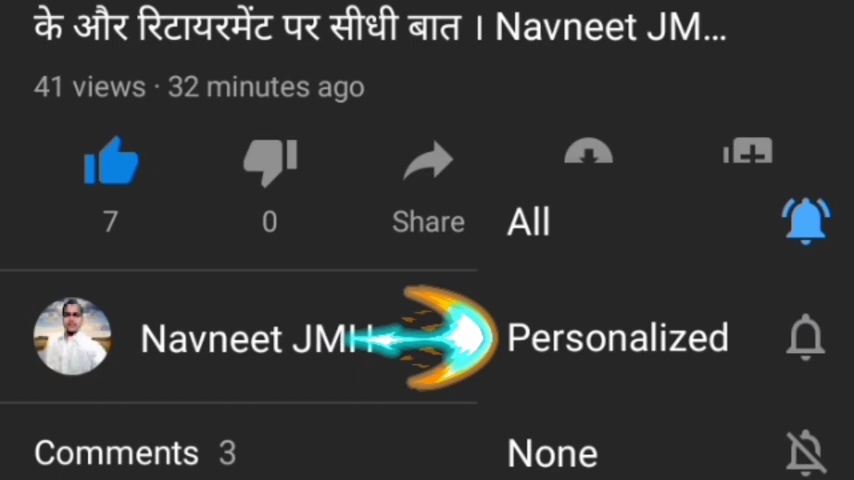 के और रिटायरमेंट पर सीधी बात । Navneet JM...
41 views · 32 minutes ago
7
0
Share
All
Navneet JMH
Personalized
Comments 3
None